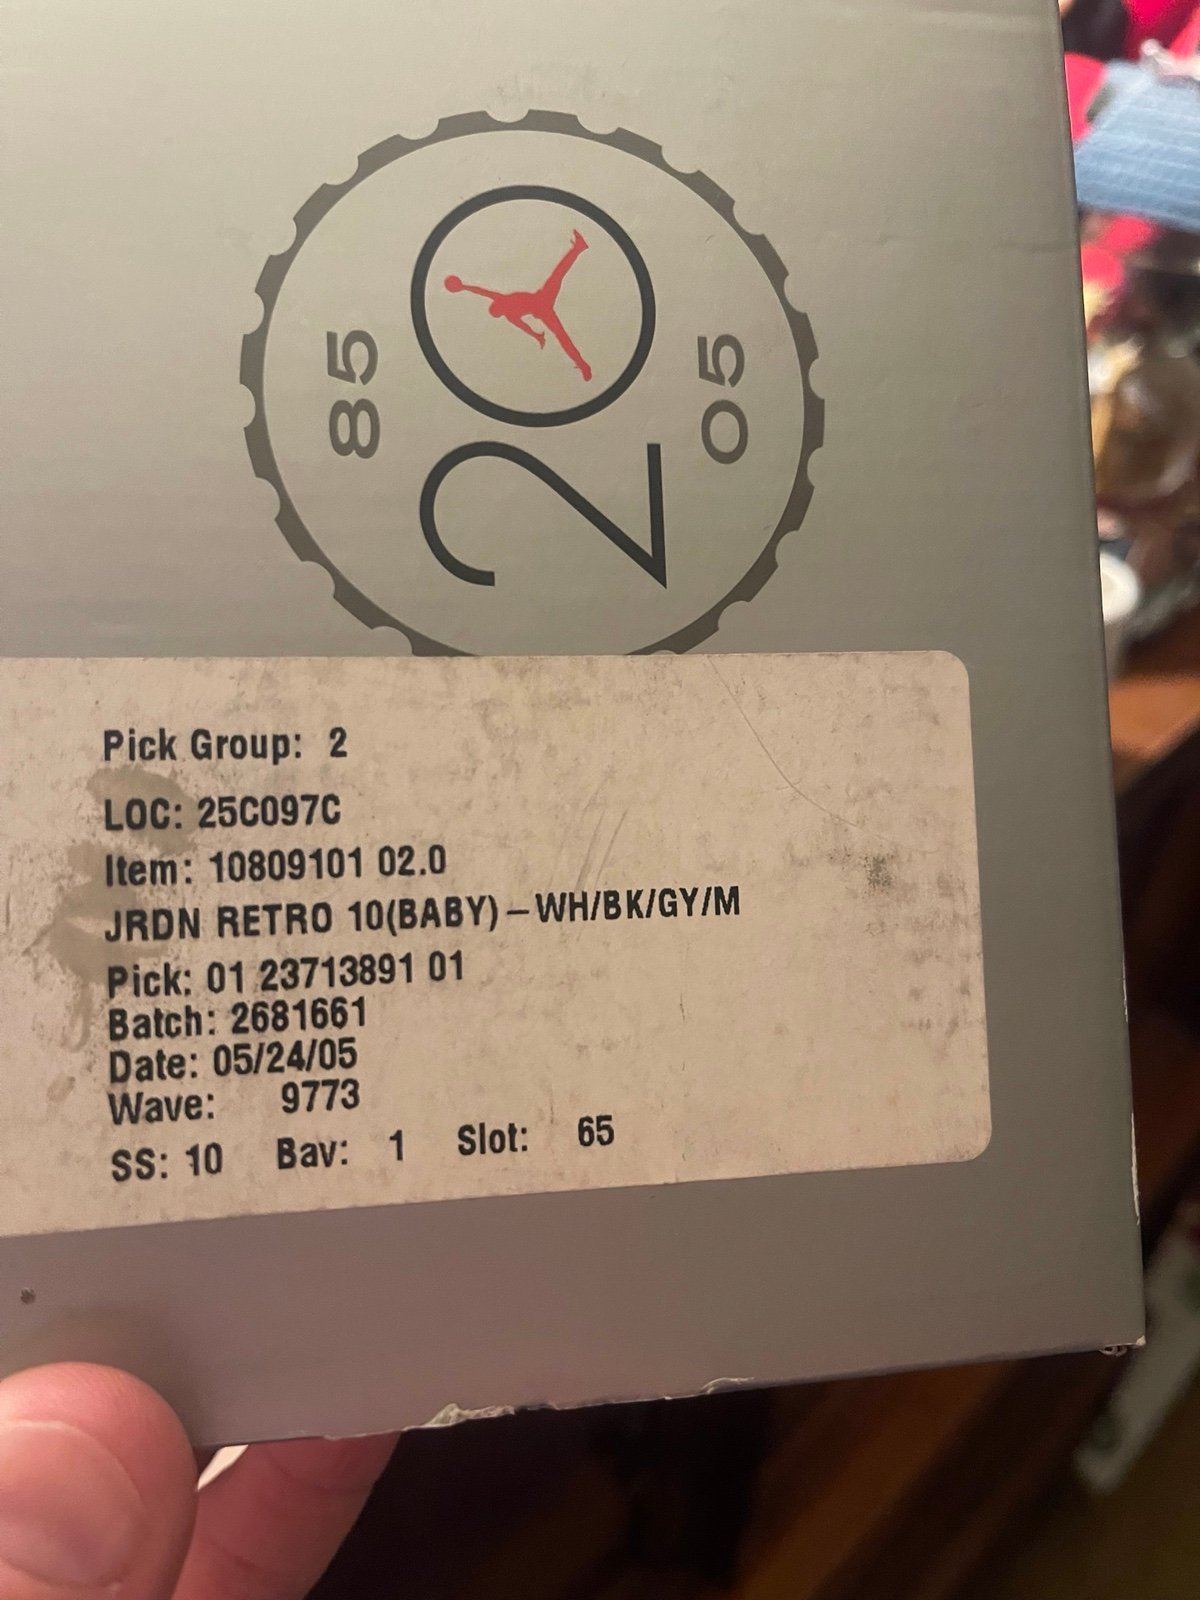 85
20
05
Pick Group: 2
LOC: 25C097C
Item: 10809101 02.0
JRDN RETRO 10(BABY)–WH/BK/GY/M
Pick: 01 23713891 01
Batch: 2681661
Date: 05/24/05
Wave: 9773
SS: 10 Bav: 1 Slot: 65